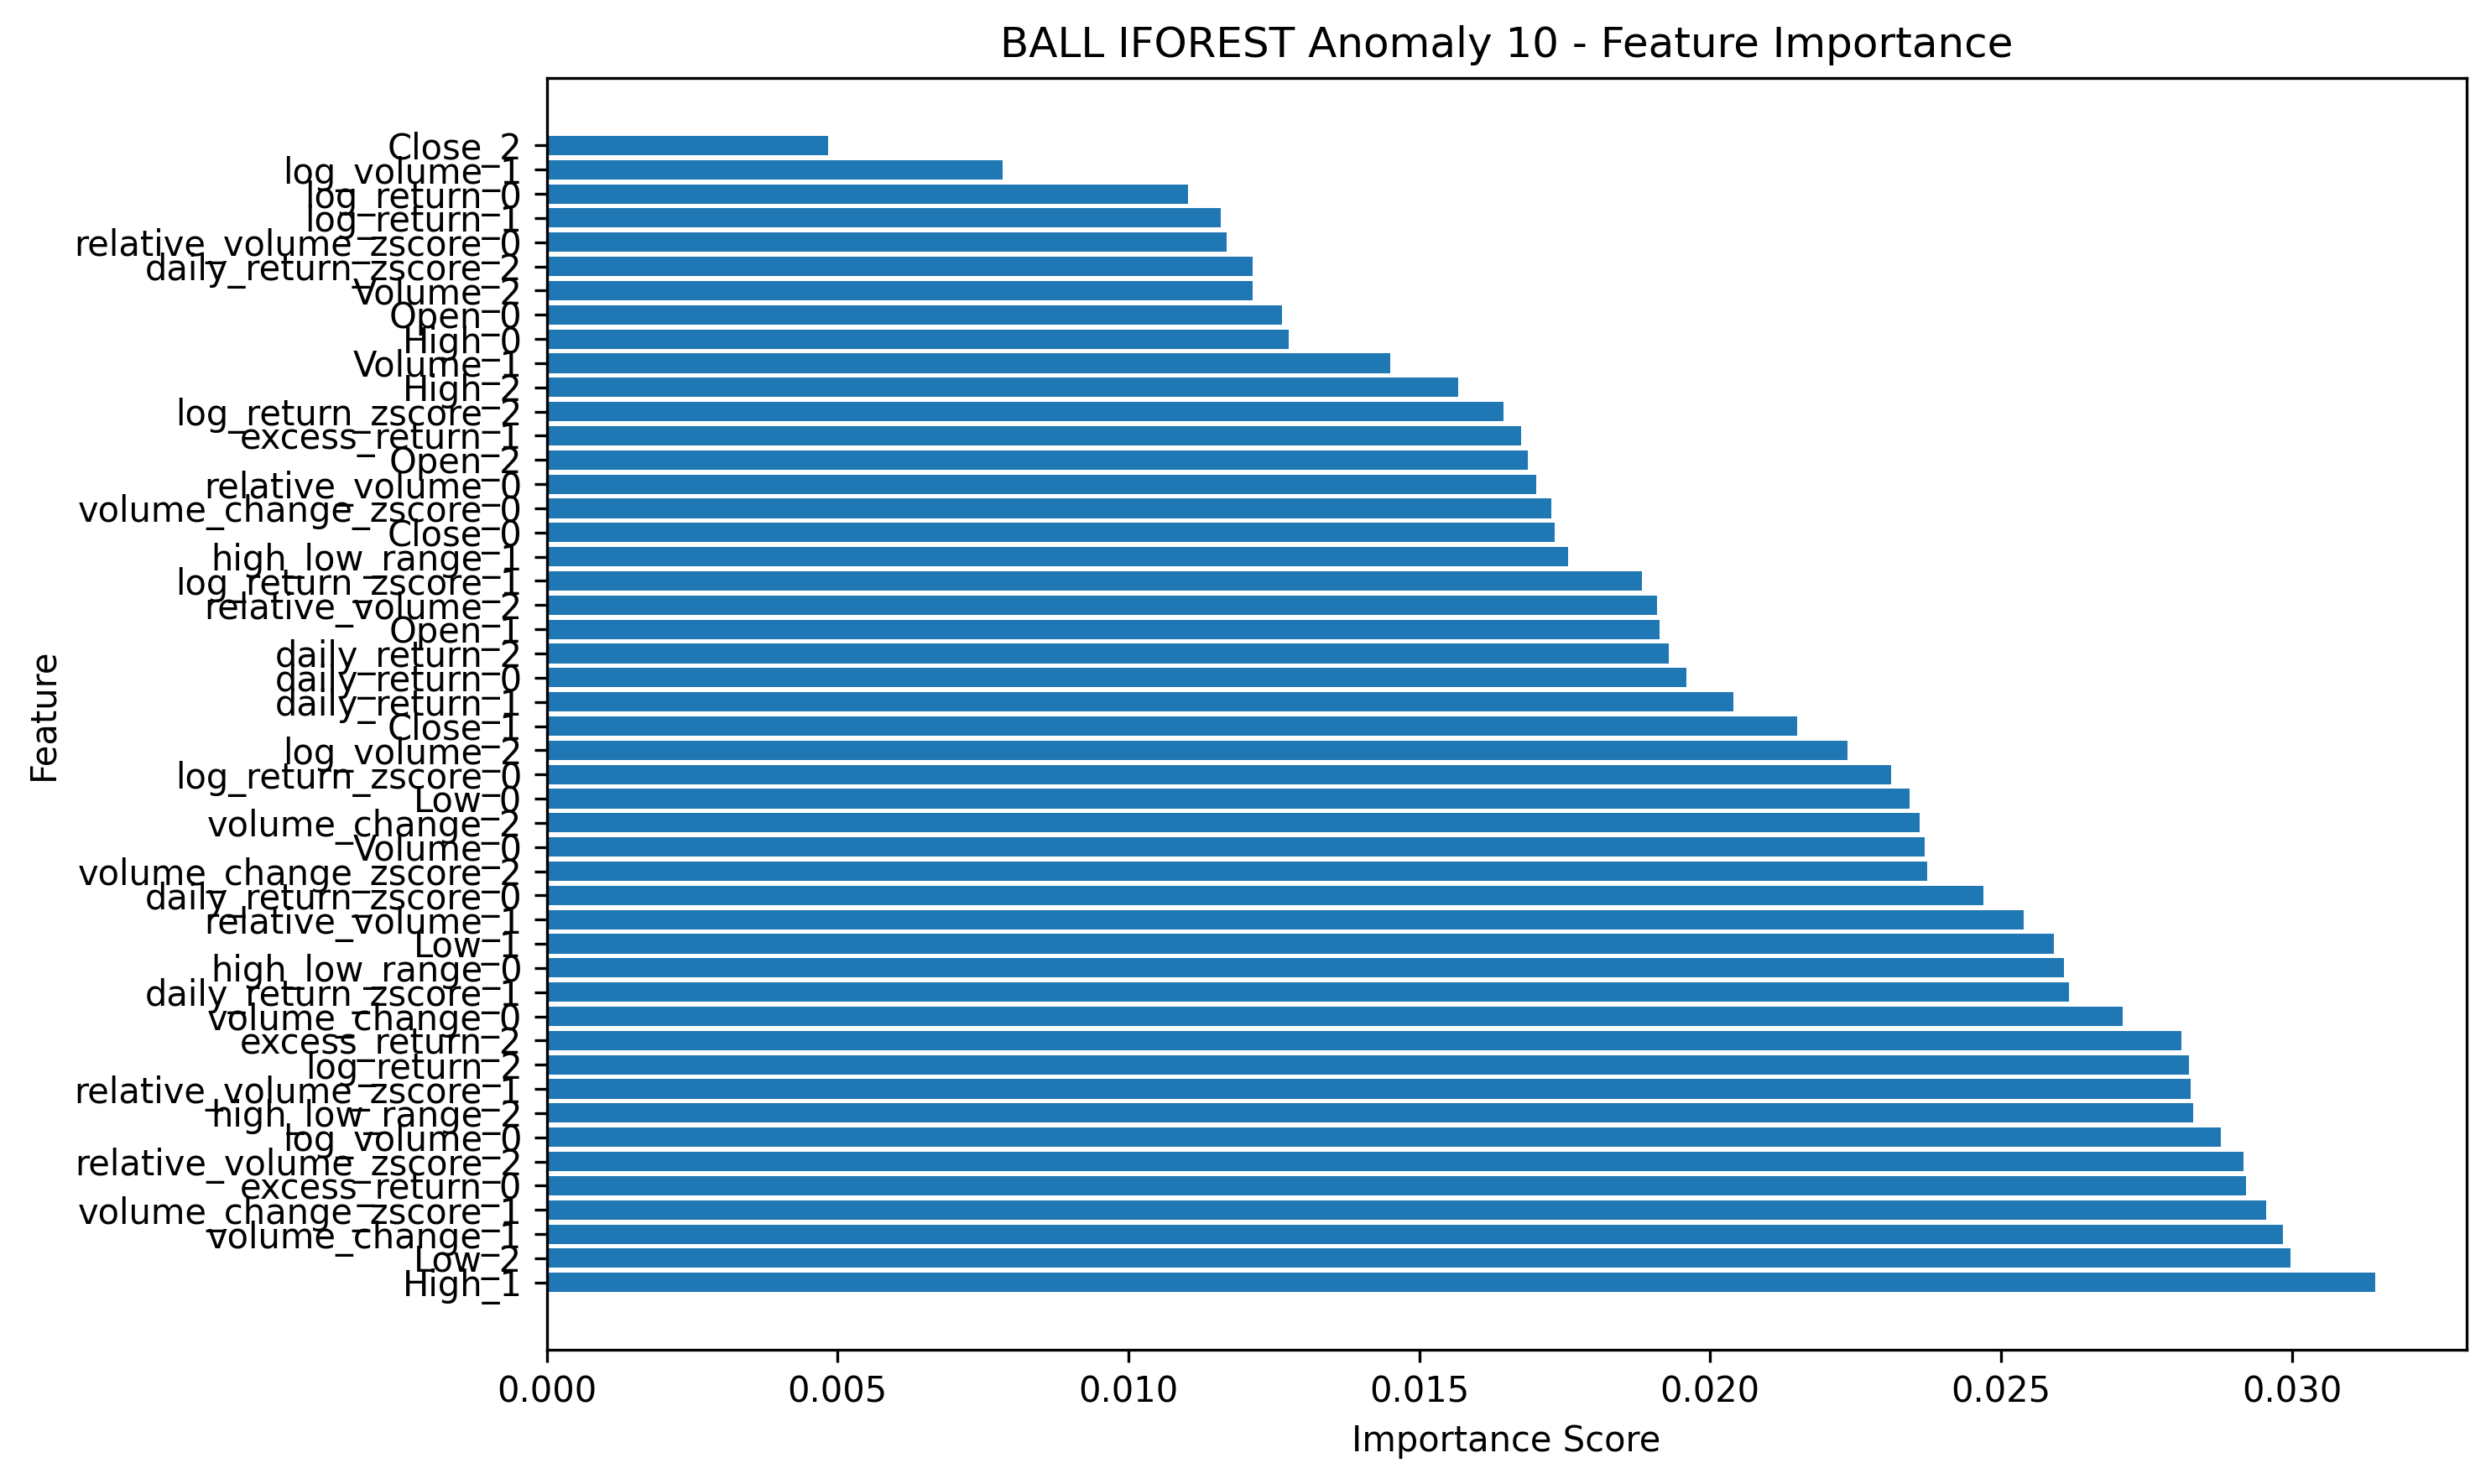 BALL IFOREST Anomaly 10 - Feature Importance
Close_2
log_volume_1
log_return_0
log_return_1
relative_volume_zscore_0
daily_return_zscore_2
Volume_2
Open_0
High_0
Volume_1
High_2
log_return_zscore_2
excess_return_1
Open_2
relative_volume_0
volume_change_zscore_0
Close_0
high_low_range_1
log_return_zscore_1
relative_volume_2
Open_1
daily_return_2
daily_return_0
daily_return_1
Close_1
log_volume_2
log_return_zscore_0
Low_0
volume_change_2
Volume_0
volume_change_zscore_2
daily_return_zscore_0
relative_volume_1
Low_1
high_low_range_0
daily_return_zscore_1
volume_change_0
excess_return_2
log_return_2
relative_volume_zscore_1
high_low_range_2
log_volume_0
relative_volume_zscore_2
excess_return_0
volume_change_zscore_1
volume_change_1
Low_2
High_1
Feature
0.000 0.005 0.010 0.015 0.020 0.025 0.030
Importance Score